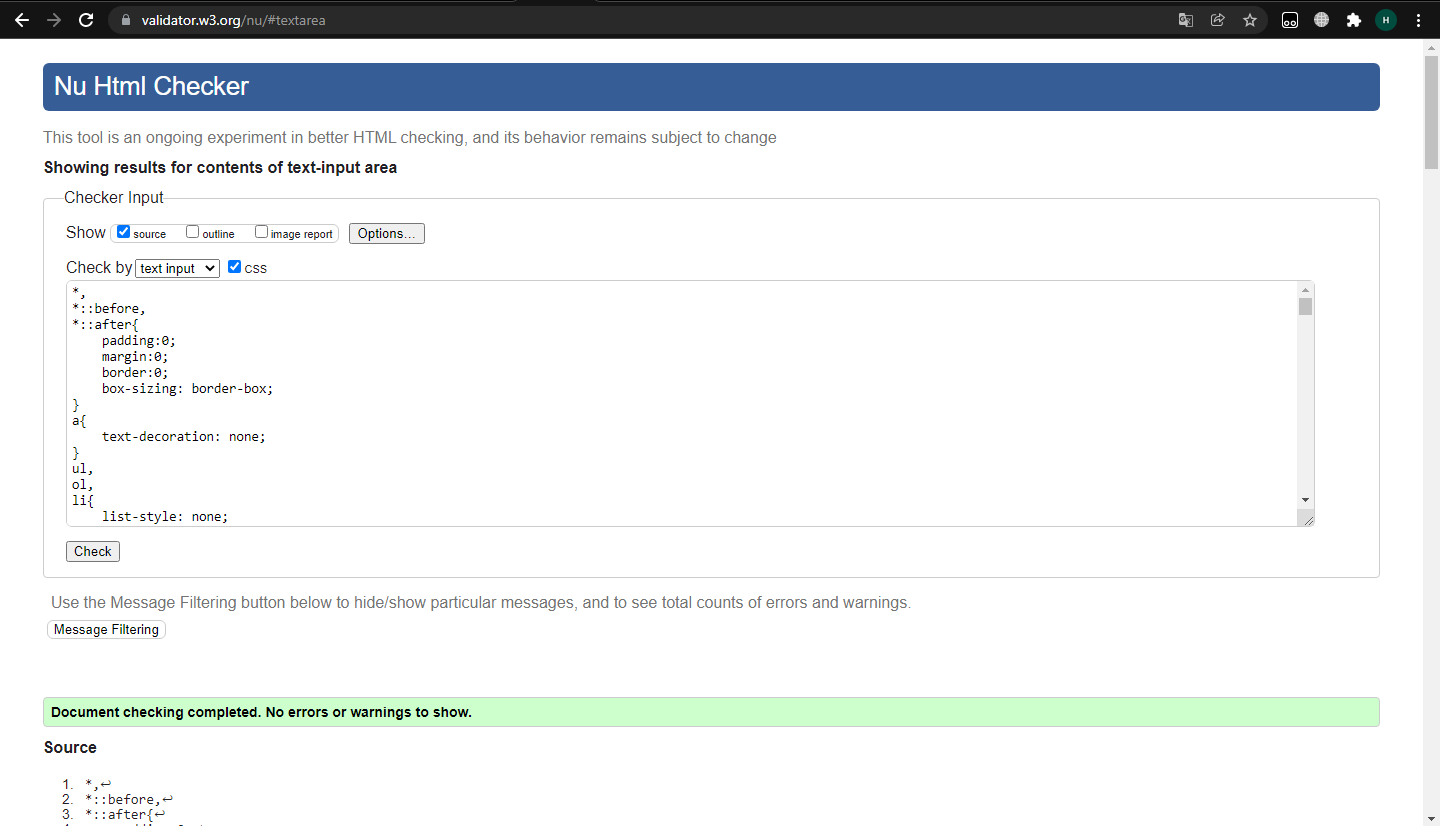 validator.w3.org/nu/#textarea
H
Nu Html Checker
This tool is an ongoing experiment in better HTML checking, and its behavior remains subject to change
Showing results for contents of text-input area
Checker Input
Show source outline image report Options...
Check by text input CSS
*,
*::before,
*::after{
    padding:0;
    margin:0;
    border:0;
    box-sizing: border-box;
}
a{
    text-decoration: none;
}
ul,
ol,
li{
    list-style: none;
Check
Use the Message Filtering button below to hide/show particular messages, and to see total counts of errors and warnings.
Message Filtering
Document checking completed. No errors or warnings to show.
Source
1. *,↩
2. *::before,↩
3. *::after{↩